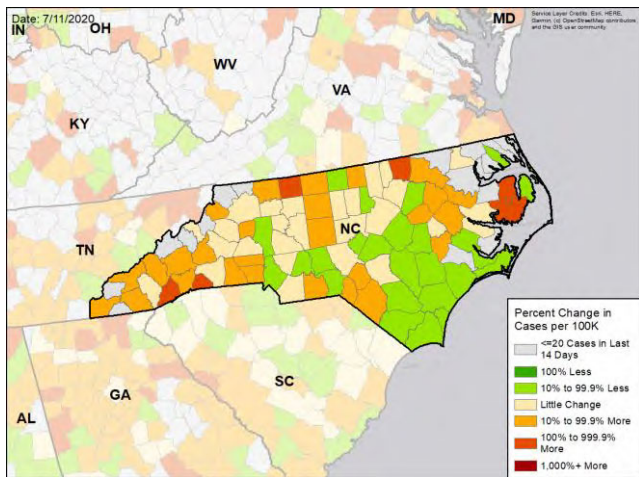 Date: 7/11/2020
Service Layer Credits: Esri, HERE,
Garmin, (c) OpenStreetMap contributors,
and the GIS user community.
MD
IN
OH
WV
VA
KY
TN
NC
SC
GA
AL
Percent Change in
Cases per 100K
<=20 Cases in Last
14 Days
100% Less
10% to 99.9% Less
Little Change
10% to 99.9% More
100% to 999.9%
More
1,000%+ More